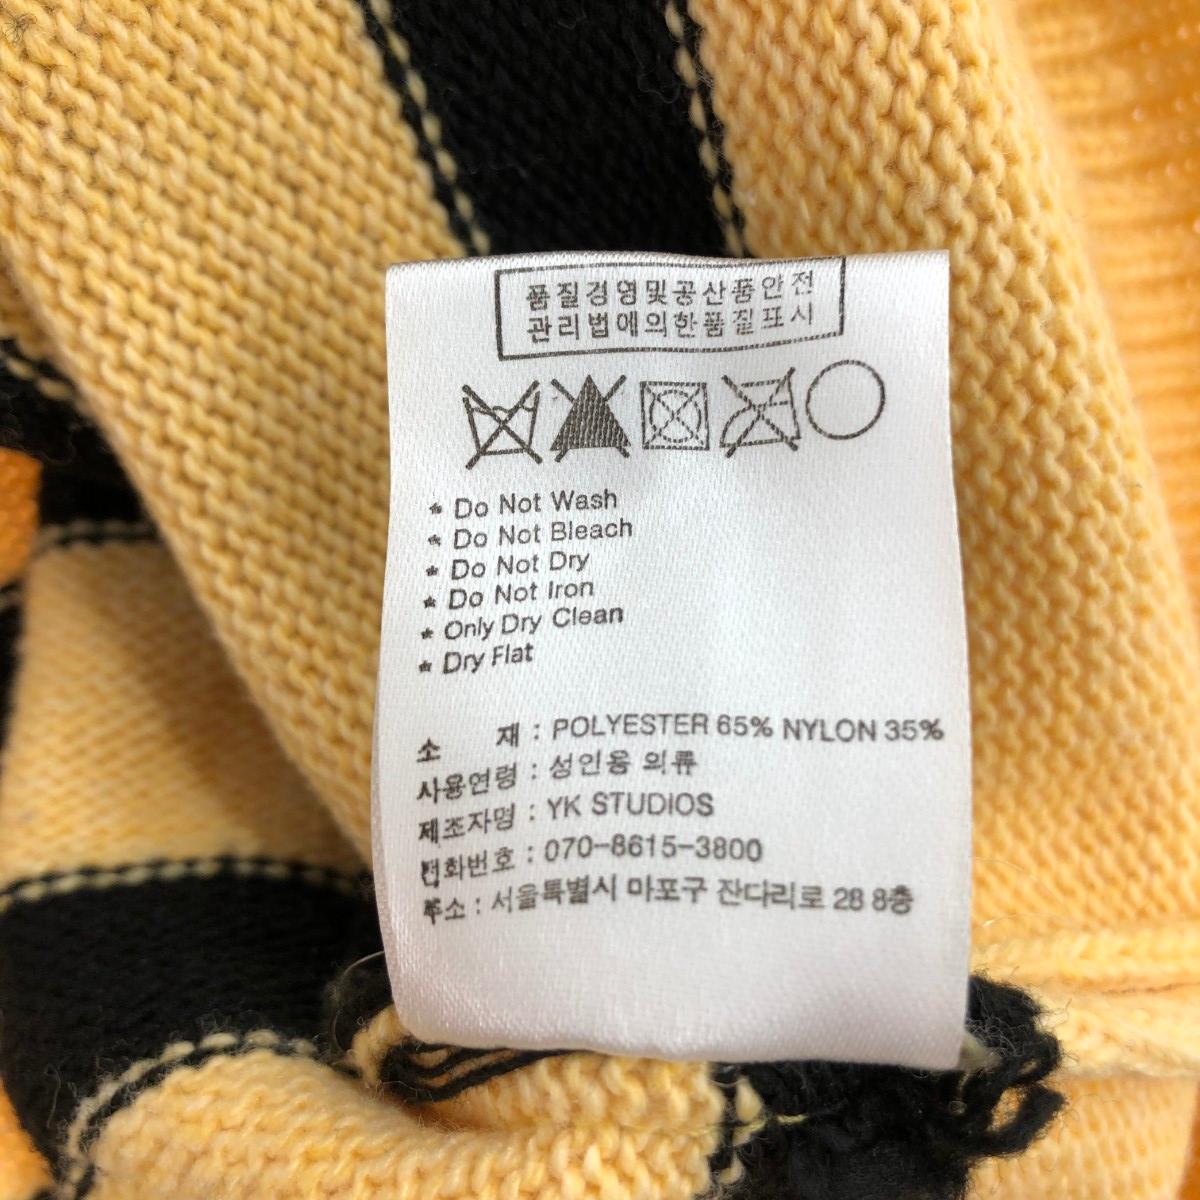 품질경영및공산품안전
관리법에의한품질표시
* Do Not Wash
* Do Not Bleach
* Do Not Dry
* Do Not Iron
* Only Dry Clean
* Dry Flat
소 재 : POLYESTER 65% NYLON 35%
사용연령 : 성인용 의류
제조자명 : YK STUDIOS
전화번호 : 070-8615-3800
주소 : 서울특별시 마포구 잔다리로 28 8층